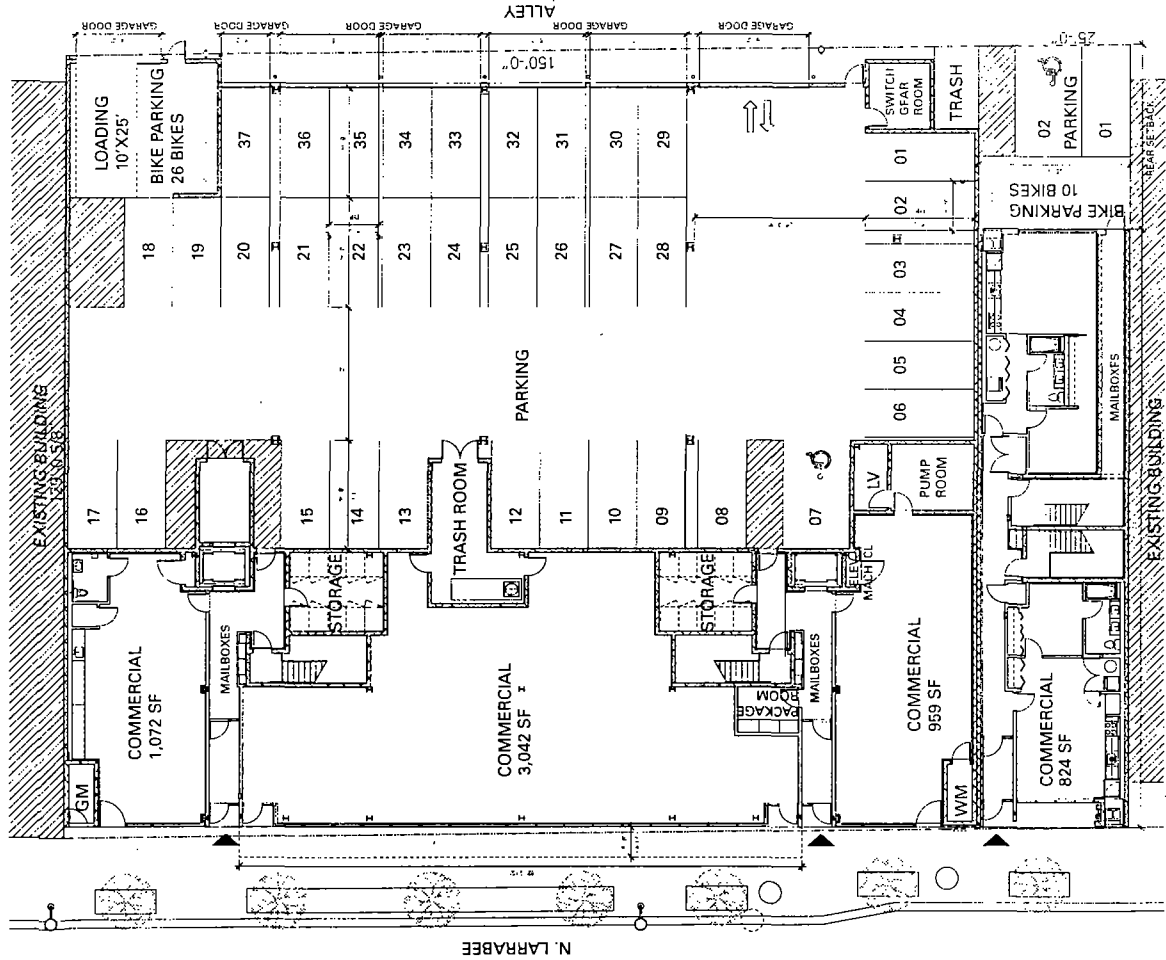 ALLEY
GARAGE DOOR
GARAGE DOOR
GARAGE DOOR
GARAGE DOOR
GARAGE DOOR
150'-0"
25'-0"
LOADING
10'X25'
BIKE PARKING
26 BIKES
37
36
35
34
33
32
31
30
29
SWITCH
GEAR
ROOM
TRASH
02
PARKING
01
REAR SETBACK
BIKE PARKING
10 BIKES
18
19
20
21
22
23
24
25
26
27
28
01
02
03
04
05
06
PARKING
EXISTING BUILDING
17
16
15
14
13
TRASH ROOM
12
11
10
09
08
07
LV
PUMP
ROOM
MAILBOXES
EXISTING BUILDING
STORAGE
STORAGE
ELEV
MACH CL
MAILBOXES
MAILBOXES
PACKAGE
ROOM
COMMERCIAL
1,072 SF
COMMERCIAL
3,042 SF
COMMERCIAL
959 SF
COMMERCIAL
824 SF
GM
WM
N. LARRABEE